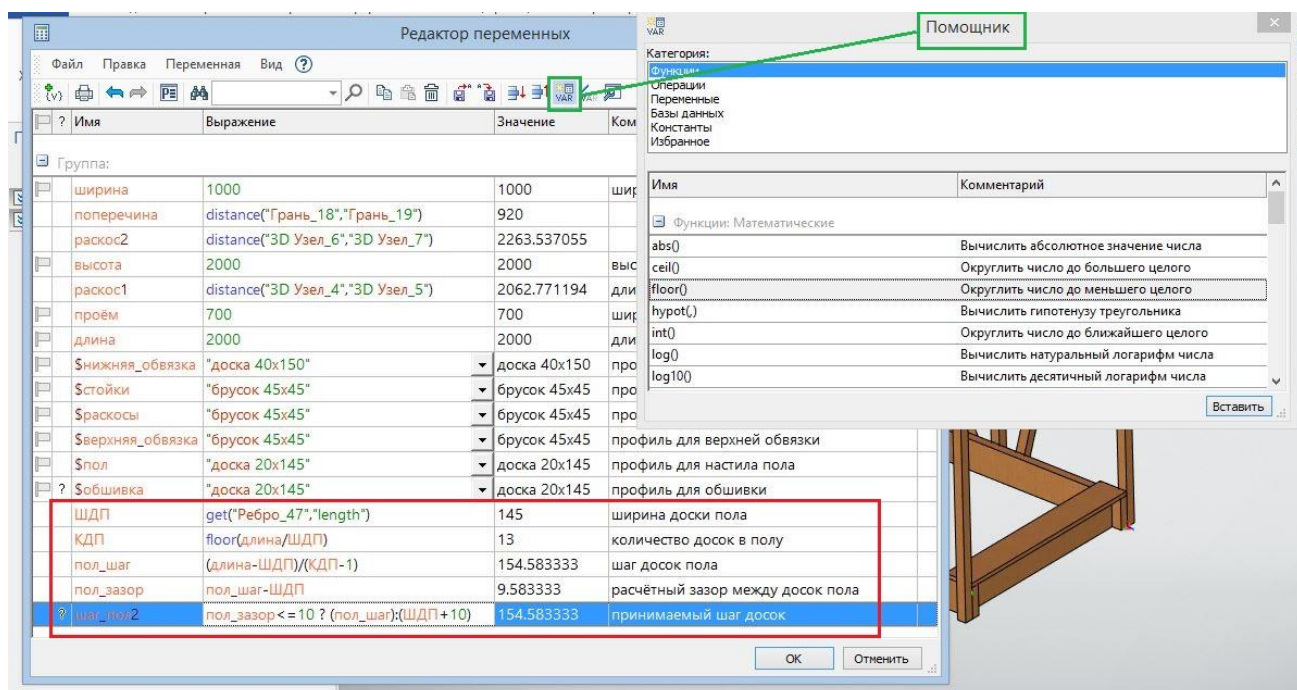 Редактор переменных
Файл Правка Переменная Вид
? Имя Выражение Значение Ком
Группа:
ширина 1000 1000 шир
поперечина distance("Грань_18","Грань_19") 920
раскос2 distance("3D Узел_6","3D Узел_7") 2263.537055
высота 2000 2000 выс
раскос1 distance("3D Узел_4","3D Узел_5") 2062.771194 дли
проём 700 700 шир
длина 2000 2000 дли
$нижняя_обвязка "доска 40x150" доска 40x150 про
$стойки "брусок 45x45" брусок 45x45 про
$раскосы "брусок 45x45" брусок 45x45 про
$верхняя_обвязка "брусок 45x45" брусок 45x45 профиль для верхней обвязки
$пол "доска 20x145" доска 20x145 профиль для настила пола
? $обшивка "доска 20x145" доска 20x145 профиль для обшивки
ШДП get("Ребро_47","length") 145 ширина доски пола
КДП floor(длина/ШДП) 13 количество досок в полу
пол_шаг (длина-ШДП)/(КДП-1) 154.583333 шаг досок пола
пол_зазор пол_шаг-ШДП 9.583333 расчётный зазор между досок пола
? шаг_пол2 пол_зазор<=10 ? (пол_шаг):(ШДП+10) 154.583333 принимаемый шаг досок
OK Отменить
VAR
Помощник
Категория:
Функции
Операции
Переменные
Базы данных
Константы
Избранное
Имя Комментарий
Функции: Математические
abs() Вычислить абсолютное значение числа
ceil() Округлить число до большего целого
floor() Округлить число до меньшего целого
hypot(,) Вычислить гипотенузу треугольника
int() Округлить число до ближайшего целого
log() Вычислить натуральный логарифм числа
log10() Вычислить десятичный логарифм числа
Вставить